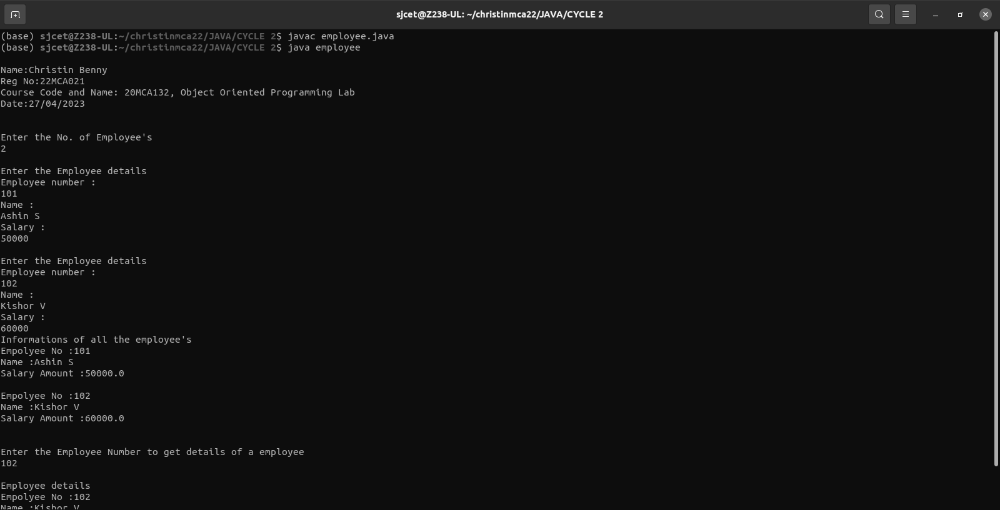 sjcet@Z238-UL: ~/christinmca22/JAVA/CYCLE 2
(base) sjcet@Z238-UL:~/christinmca22/JAVA/CYCLE 2$ javac employee.java
(base) sjcet@Z238-UL:~/christinmca22/JAVA/CYCLE 2$ java employee
Name:Christin Benny
Reg No:22MCA021
Course Code and Name: 20MCA132, Object Oriented Programming Lab
Date:27/04/2023
Enter the No. of Employee's
2
Enter the Employee details
Employee number :
101
Name :
Ashin S
Salary :
50000
Enter the Employee details
Employee number :
102
Name :
Kishor V
Salary :
60000
Informations of all the employee's
Empolyee No :101
Name :Ashin S
Salary Amount :50000.0
Empolyee No :102
Name :Kishor V
Salary Amount :60000.0
Enter the Employee Number to get details of a employee
102
Employee details
Empolyee No :102
Name :Kishor V